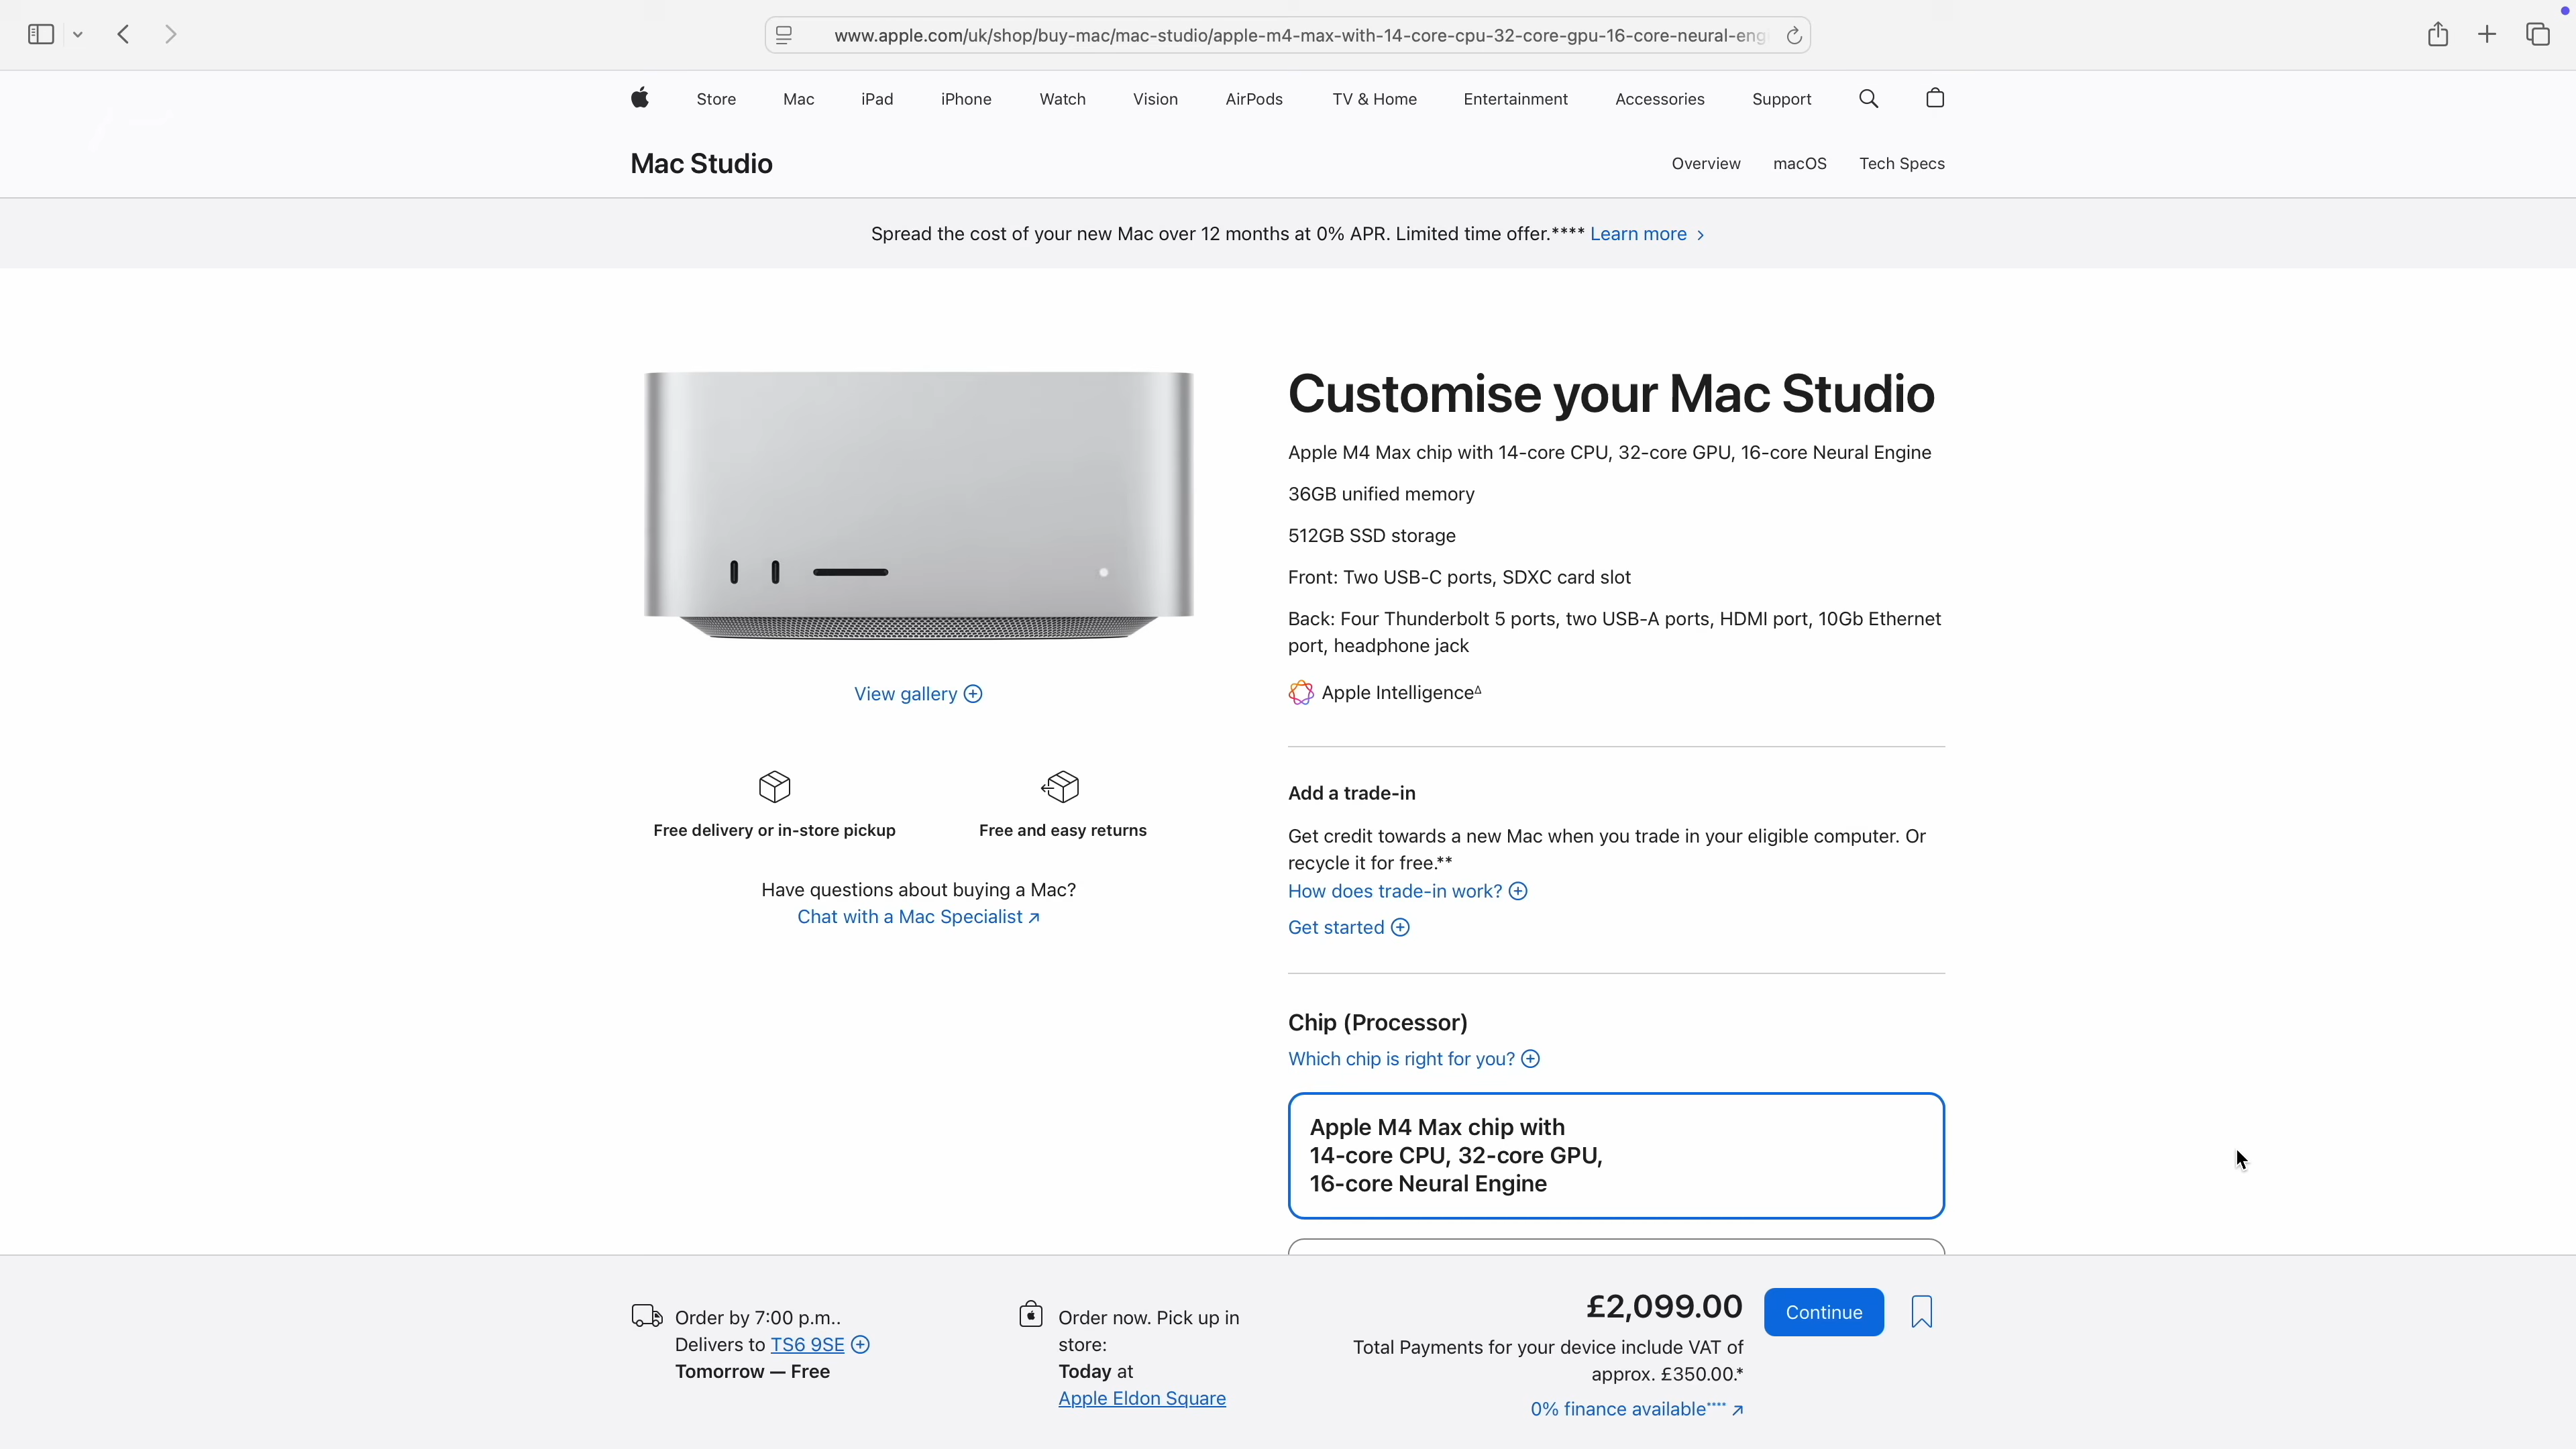 www.apple.com/uk/shop/buy-mac/mac-studio/apple-m4-max-with-14-core-cpu-32-core-gpu-16-core-neural-eng
Store Mac iPad iPhone Watch Vision AirPods TV & Home Entertainment Accessories Support
Mac Studio
Overview macOS Tech Specs
Spread the cost of your new Mac over 12 months at 0% APR. Limited time offer.**** Learn more >
View gallery
Free delivery or in-store pickup
Free and easy returns
Have questions about buying a Mac?
Chat with a Mac Specialist ↗
Customise your Mac Studio
Apple M4 Max chip with 14-core CPU, 32-core GPU, 16-core Neural Engine
36GB unified memory
512GB SSD storage
Front: Two USB-C ports, SDXC card slot
Back: Four Thunderbolt 5 ports, two USB-A ports, HDMI port, 10Gb Ethernet
port, headphone jack
Apple Intelligence∆
Add a trade-in
Get credit towards a new Mac when you trade in your eligible computer. Or
recycle it for free.**
How does trade-in work?
Get started
Chip (Processor)
Which chip is right for you?
Apple M4 Max chip with
14-core CPU, 32-core GPU,
16-core Neural Engine
Order by 7:00 p.m..
Delivers to TS6 9SE
Tomorrow — Free
Order now. Pick up in
store:
Today at
Apple Eldon Square
£2,099.00
Total Payments for your device include VAT of
approx. £350.00.*
0% finance available**** ↗
Continue